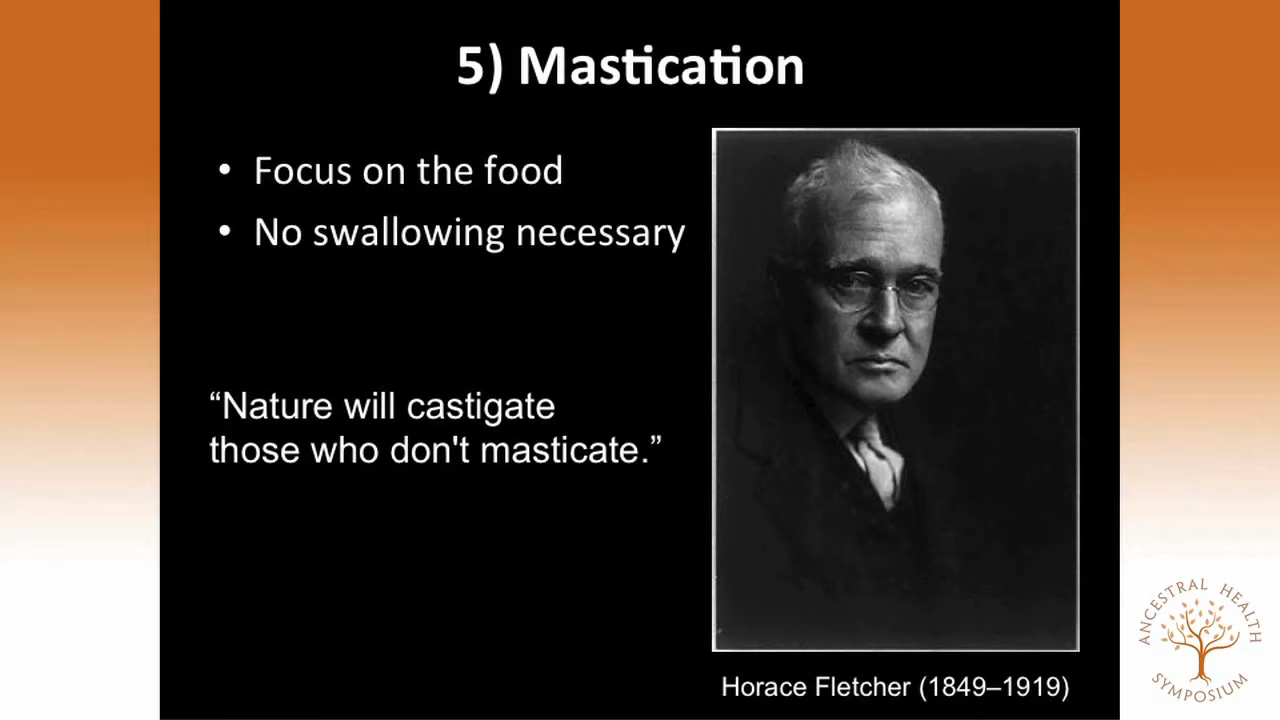 5) Mastication
• Focus on the food
• No swallowing necessary
“Nature will castigate
those who don't masticate.”
Horace Fletcher (1849–1919)
ANCESTRAL HEALTH
SYMPOSIUM